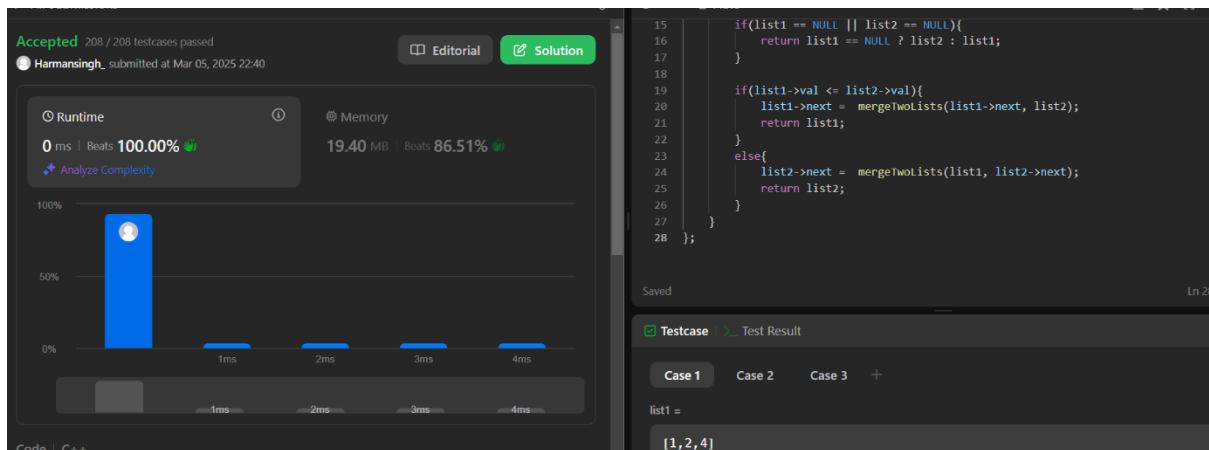 Accepted 208 / 208 testcases passed
Editorial
Solution
Harmansingh_ submitted at Mar 05, 2025 22:40
Runtime
0 ms | Beats 100.00%
Analyze Complexity
Memory
19.40 MB | Beats 86.51%
100%
50%
0%
1ms 2ms 3ms 4ms
1ms 2ms 3ms 4ms
Code | C++
15 if(list1 == NULL || list2 == NULL){
16 return list1 == NULL ? list2 : list1;
17 }
18
19 if(list1->val <= list2->val){
20 list1->next =  mergeTwoLists(list1->next, list2);
21 return list1;
22 }
23 else{
24 list2->next =  mergeTwoLists(list1, list2->next);
25 return list2;
26 }
27 }
28 };
Saved
Ln 28
Testcase | >_ Test Result
Case 1 Case 2 Case 3 +
list1 =
[1,2,4]